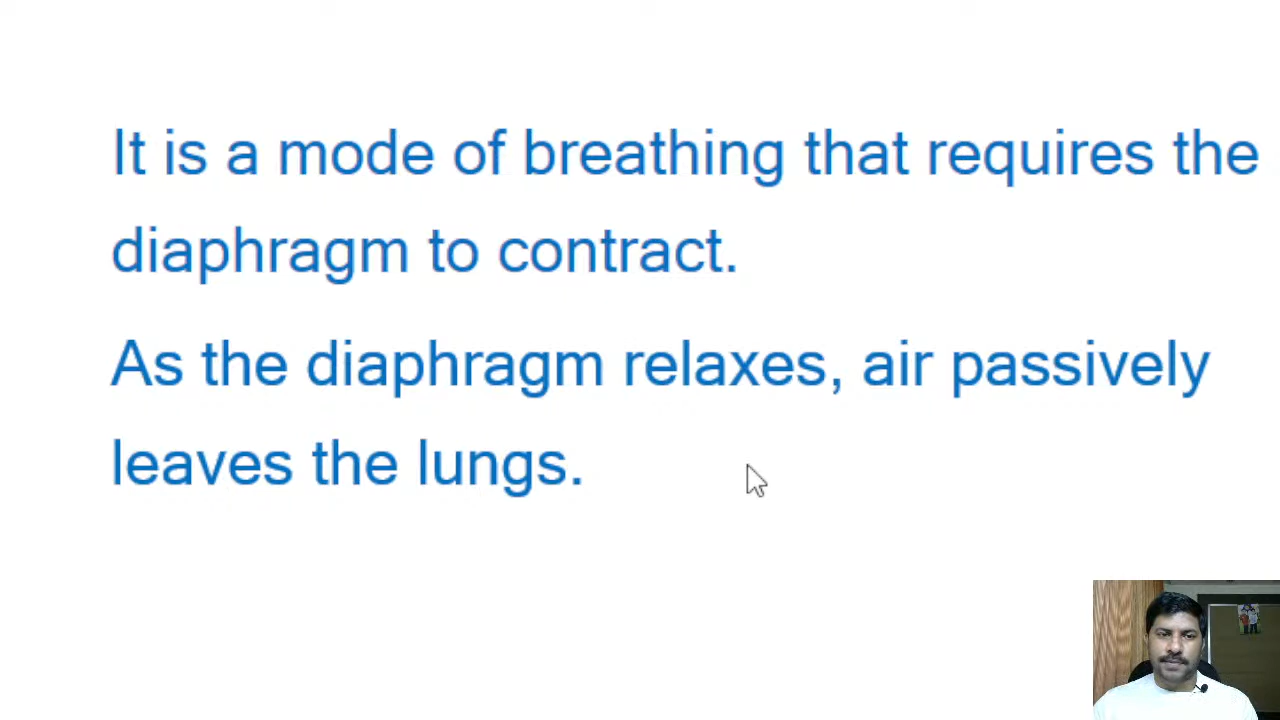 It is a mode of breathing that requires the
diaphragm to contract.
As the diaphragm relaxes, air passively
leaves the lungs.